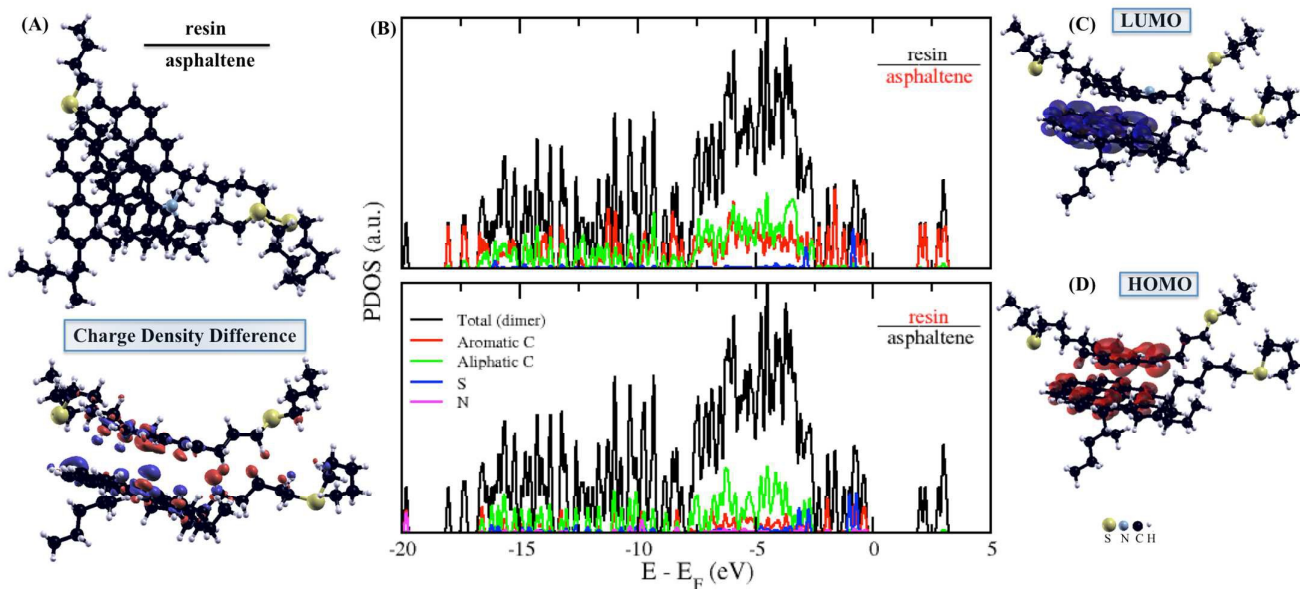 (A)
resin
asphaltene
Charge Density Difference
(B)
PDOS (a.u.)
resin
asphaltene
Total (dimer)
Aromatic C
Aliphatic C
S
N
resin
asphaltene
-20 -15 -10 -5 0 5
E - E_F (eV)
(C)
LUMO
(D)
HOMO
S N C H